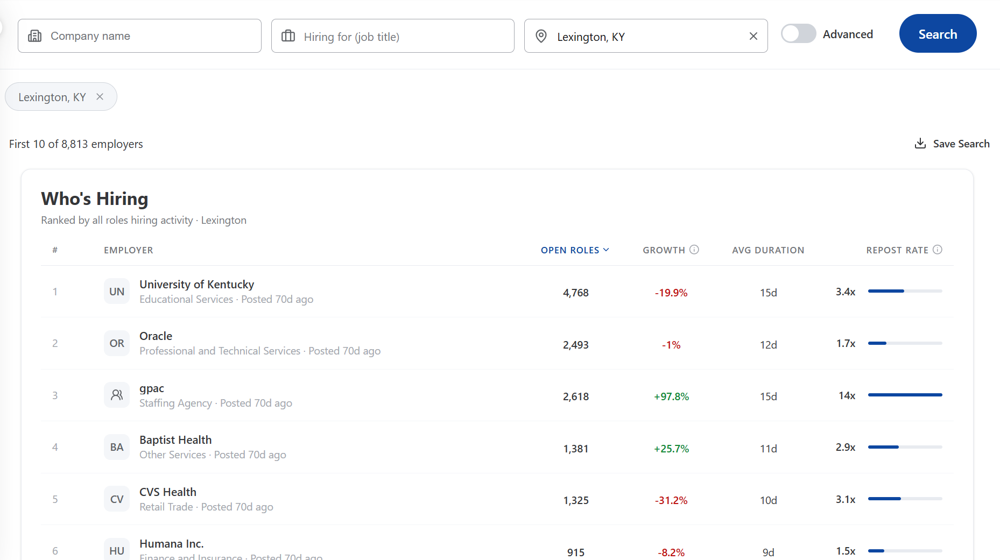 Company name
Hiring for (job title)
Lexington, KY
Advanced
Search
Lexington, KY
First 10 of 8,813 employers
Save Search
Who's Hiring
Ranked by all roles hiring activity · Lexington
# EMPLOYER OPEN ROLES GROWTH AVG DURATION REPOST RATE
1 UN University of Kentucky 4,768 -19.9% 15d 3.4x
Educational Services · Posted 70d ago
2 OR Oracle 2,493 -1% 12d 1.7x
Professional and Technical Services · Posted 70d ago
3 gpac 2,618 +97.8% 15d 14x
Staffing Agency · Posted 70d ago
4 BA Baptist Health 1,381 +25.7% 11d 2.9x
Other Services · Posted 70d ago
5 CV CVS Health 1,325 -31.2% 10d 3.1x
Retail Trade · Posted 70d ago
6 HU Humana Inc. 915 -8.2% 9d 1.5x
Finance and Insurance · Posted 70d ago